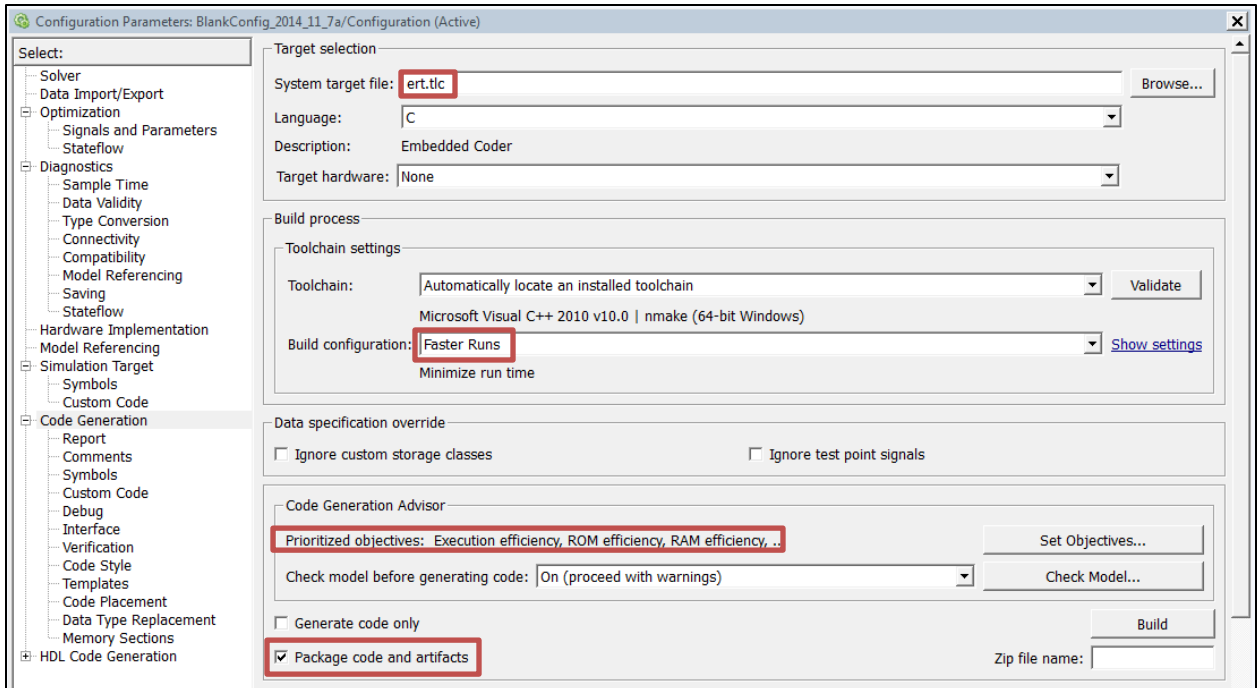 Configuration Parameters: BlankConfig_2014_11_7a/Configuration (Active)
Select:
Solver
Data Import/Export
Optimization
Signals and Parameters
Stateflow
Diagnostics
Sample Time
Data Validity
Type Conversion
Connectivity
Compatibility
Model Referencing
Saving
Stateflow
Hardware Implementation
Model Referencing
Simulation Target
Symbols
Custom Code
Code Generation
Report
Comments
Symbols
Custom Code
Debug
Interface
Verification
Code Style
Templates
Code Placement
Data Type Replacement
Memory Sections
HDL Code Generation
Target selection
System target file: ert.tlc Browse...
Language: C
Description: Embedded Coder
Target hardware: None
Build process
Toolchain settings
Toolchain: Automatically locate an installed toolchain Validate
Microsoft Visual C++ 2010 v10.0 | nmake (64-bit Windows)
Build configuration: Faster Runs Show settings
Minimize run time
Data specification override
Ignore custom storage classes Ignore test point signals
Code Generation Advisor
Prioritized objectives: Execution efficiency, ROM efficiency, RAM efficiency, ... Set Objectives...
Check model before generating code: On (proceed with warnings) Check Model...
Generate code only Build
Package code and artifacts Zip file name: